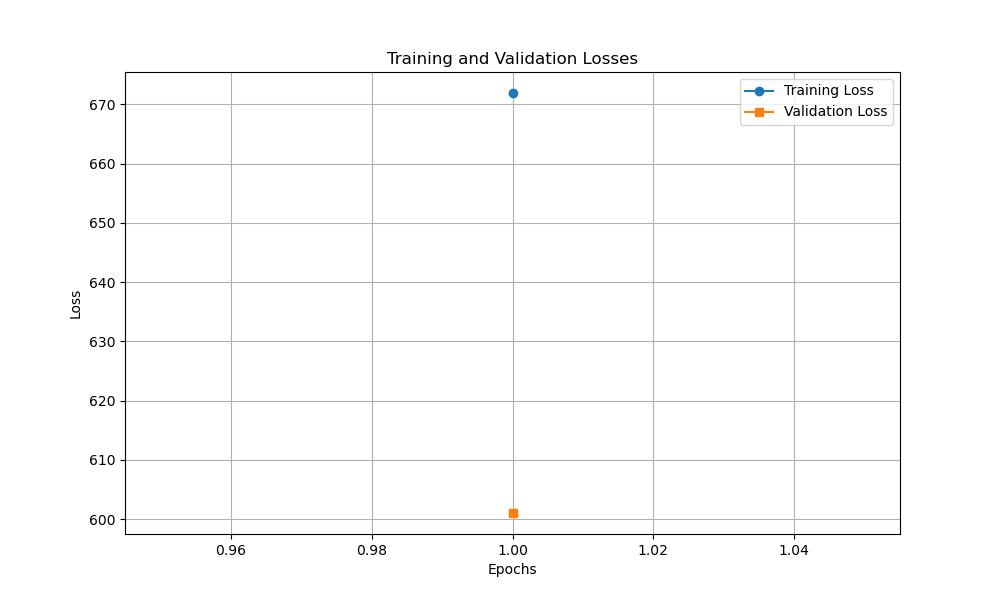 Training and Validation Losses
Training Loss
Validation Loss
670
660
650
640
630
620
610
600
Loss
0.96
0.98
1.00
1.02
1.04
Epochs